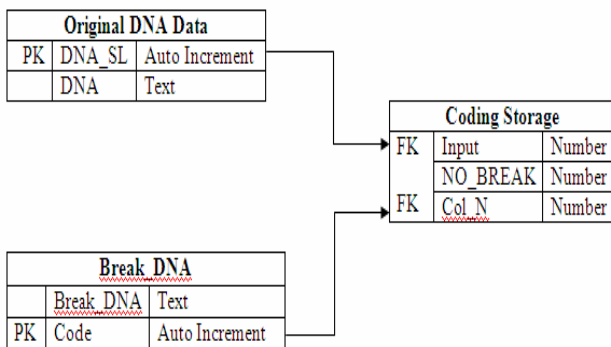 Original DNA Data
PK DNA_SL Auto Increment
DNA Text
Coding Storage
FK Input Number
NO_BREAK Number
FK Col_N Number
Break_DNA
Break_DNA Text
PK Code Auto Increment